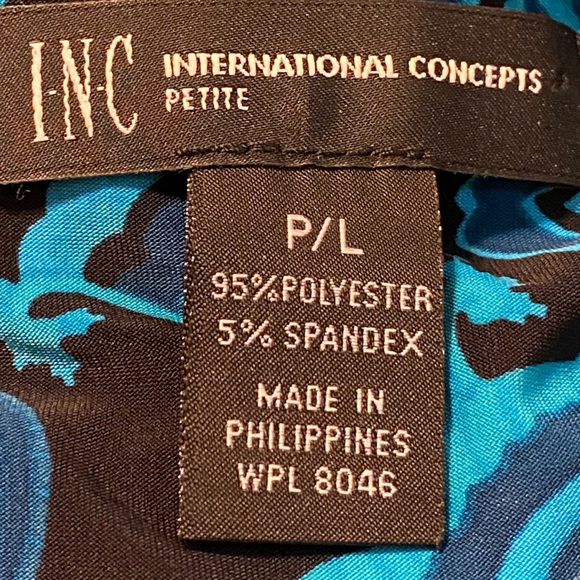 I·N·C INTERNATIONAL CONCEPTS
PETITE
P/L
95%POLYESTER
5% SPANDEX
MADE IN
PHILIPPINES
WPL 8046